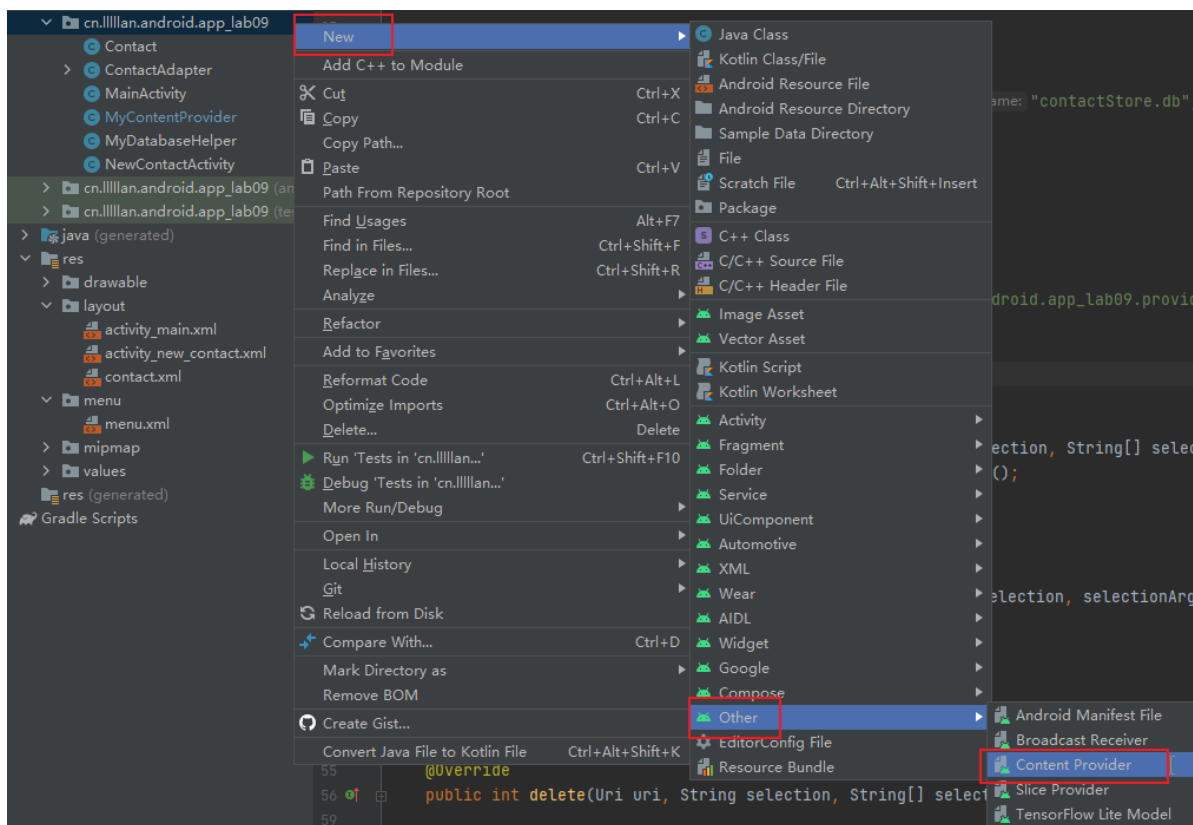 cn.lllllan.android.app_lab09
Contact
ContactAdapter
MainActivity
MyContentProvider
MyDatabaseHelper
NewContactActivity
cn.lllllan.android.app_lab09 (an
cn.lllllan.android.app_lab09 (te
java (generated)
res
drawable
layout
activity_main.xml
activity_new_contact.xml
contact.xml
menu
menu.xml
mipmap
values
res (generated)
Gradle Scripts
New
Add C++ to Module
Cut Ctrl+X
Copy Ctrl+C
Copy Path...
Paste Ctrl+V
Path From Repository Root
Find Usages Alt+F7
Find in Files... Ctrl+Shift+F
Replace in Files... Ctrl+Shift+R
Analyze
Refactor
Add to Favorites
Reformat Code Ctrl+Alt+L
Optimize Imports Ctrl+Alt+O
Delete... Delete
Run 'Tests in 'cn.lllllan...' Ctrl+Shift+F10
Debug 'Tests in 'cn.lllllan...'
More Run/Debug
Open In
Local History
Git
Reload from Disk
Compare With... Ctrl+D
Mark Directory as
Remove BOM
Create Gist...
Convert Java File to Kotlin File Ctrl+Alt+Shift+K
Java Class
Kotlin Class/File
Android Resource File
Android Resource Directory
Sample Data Directory
File
Scratch File Ctrl+Alt+Shift+Insert
Package
C++ Class
C/C++ Source File
C/C++ Header File
Image Asset
Vector Asset
Kotlin Script
Kotlin Worksheet
Activity
Fragment
Folder
Service
UiComponent
Automotive
XML
Wear
AIDL
Widget
Google
Compose
Other
EditorConfig File
Resource Bundle
Android Manifest File
Broadcast Receiver
Content Provider
Slice Provider
TensorFlow Lite Model
ame: "contactStore.db"
droid.app_lab09.provid
ection, String[] selec
();
election, selectionArg
55 @Override
56 public int delete(Uri uri, String selection, String[] select
59